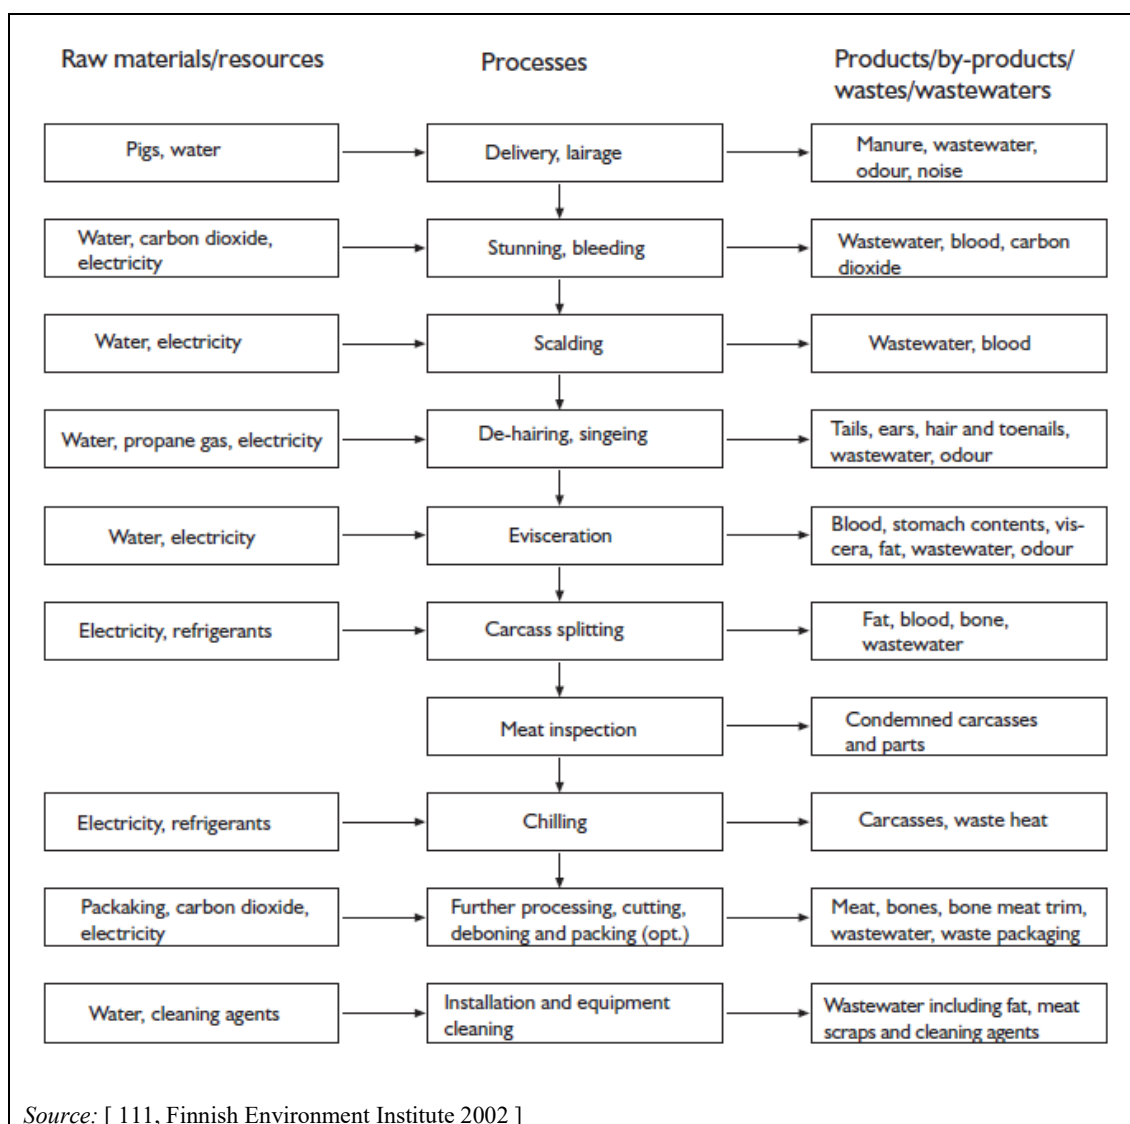 Raw materials/resources
Processes
Products/by-products/
wastes/wastewaters
Pigs, water
Delivery, lairage
Manure, wastewater,
odour, noise
Water, carbon dioxide,
electricity
Stunning, bleeding
Wastewater, blood, carbon
dioxide
Water, electricity
Scalding
Wastewater, blood
Water, propane gas, electricity
De-hairing, singeing
Tails, ears, hair and toenails,
wastewater, odour
Water, electricity
Evisceration
Blood, stomach contents, vis-
cera, fat, wastewater, odour
Electricity, refrigerants
Carcass splitting
Fat, blood, bone,
wastewater
Meat inspection
Condemned carcasses
and parts
Electricity, refrigerants
Chilling
Carcasses, waste heat
Packaking, carbon dioxide,
electricity
Further processing, cutting,
deboning and packing (opt.)
Meat, bones, bone meat trim,
wastewater, waste packaging
Water, cleaning agents
Installation and equipment
cleaning
Wastewater including fat, meat
scraps and cleaning agents
Source: [ 111, Finnish Environment Institute 2002 ]